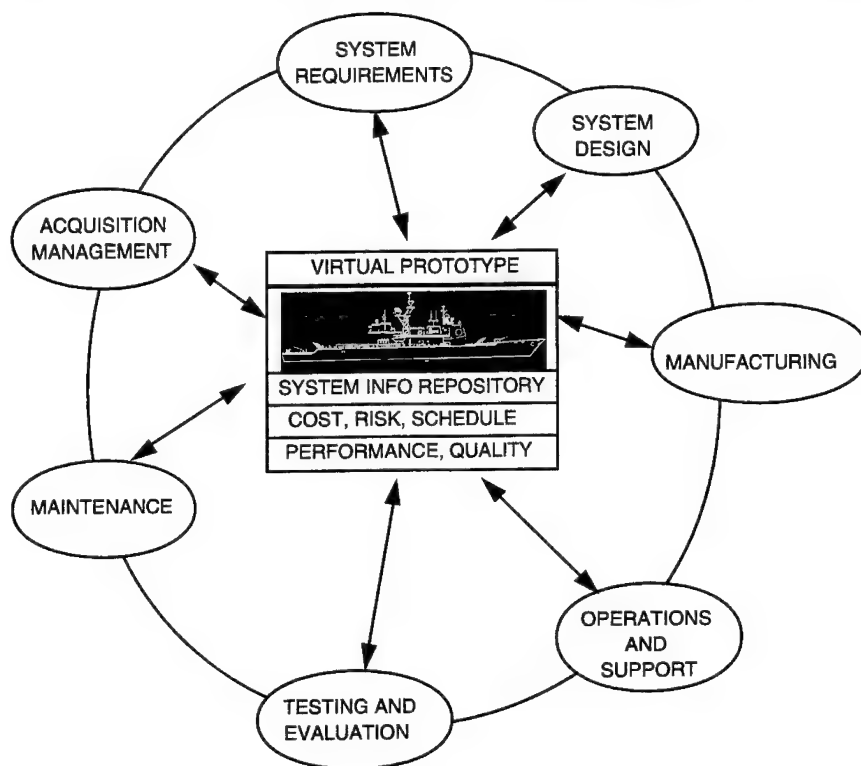 SYSTEM
REQUIREMENTS
SYSTEM
DESIGN
ACQUISITION
MANAGEMENT
VIRTUAL PROTOTYPE
MANUFACTURING
SYSTEM INFO REPOSITORY
COST, RISK, SCHEDULE
PERFORMANCE, QUALITY
MAINTENANCE
OPERATIONS
AND
SUPPORT
TESTING AND
EVALUATION